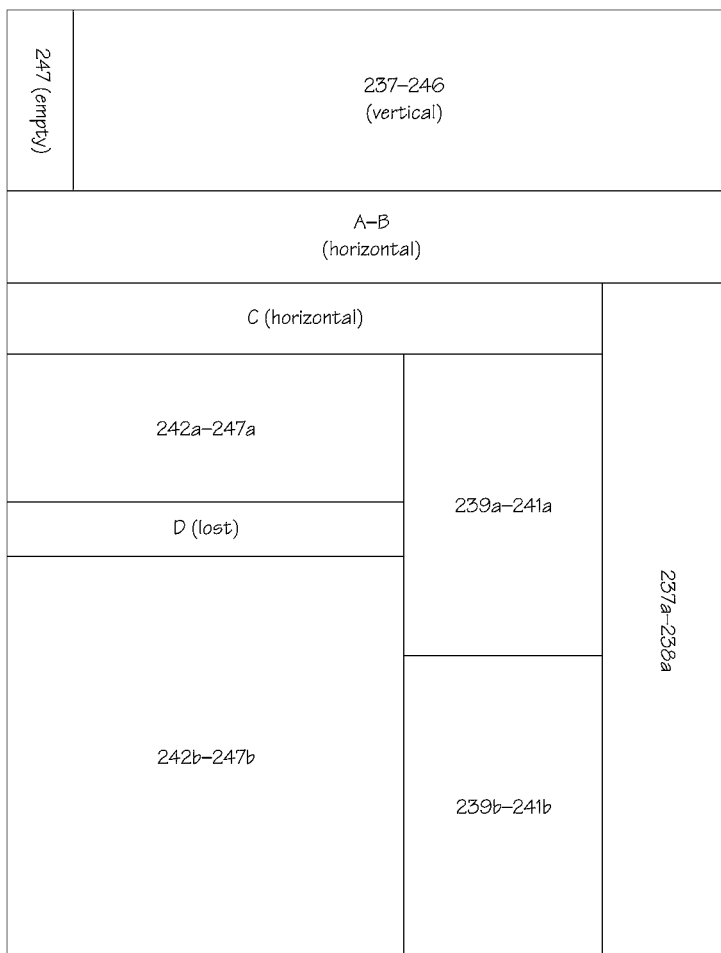 247 (empty)
237–246
(vertical)
A–B
(horizontal)
C (horizontal)
242a–247a
239a–241a
D (lost)
237a–238a
242b–247b
239b–241b